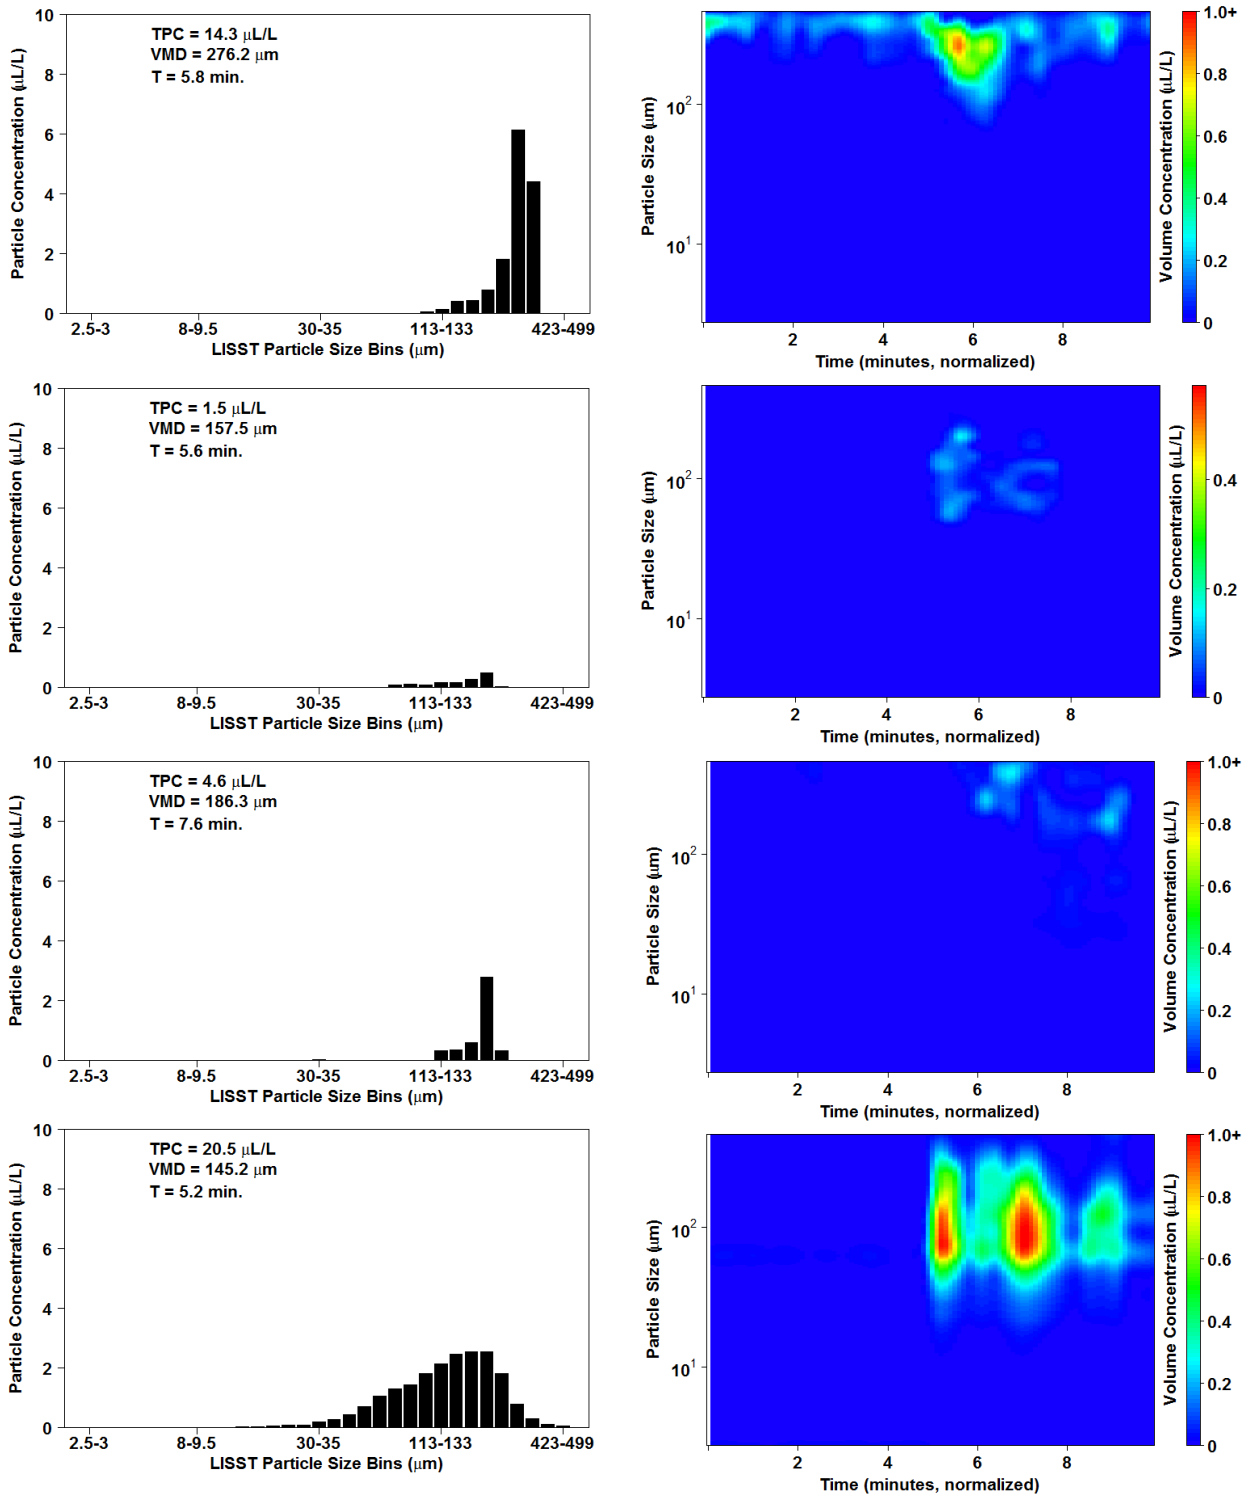 10
8
6
4
2
0
Particle Concentration (μL/L)
TPC = 14.3 μL/L
VMD = 276.2 μm
T = 5.8 min.
2.5-3 8-9.5 30-35 113-133 423-499
LISST Particle Size Bins (μm)
Particle Size (μm)
10²
10¹
2 4 6 8
Time (minutes, normalized)
Volume Concentration (μL/L)
1.0+
0.8
0.6
0.4
0.2
0
10
8
6
4
2
0
Particle Concentration (μL/L)
TPC = 1.5 μL/L
VMD = 157.5 μm
T = 5.6 min.
2.5-3 8-9.5 30-35 113-133 423-499
LISST Particle Size Bins (μm)
Particle Size (μm)
10²
10¹
2 4 6 8
Time (minutes, normalized)
Volume Concentration (μL/L)
0.4
0.2
0
10
8
6
4
2
0
Particle Concentration (μL/L)
TPC = 4.6 μL/L
VMD = 186.3 μm
T = 7.6 min.
2.5-3 8-9.5 30-35 113-133 423-499
LISST Particle Size Bins (μm)
Particle Size (μm)
10²
10¹
2 4 6 8
Time (minutes, normalized)
Volume Concentration (μL/L)
1.0+
0.8
0.6
0.4
0.2
0
10
8
6
4
2
0
Particle Concentration (μL/L)
TPC = 20.5 μL/L
VMD = 145.2 μm
T = 5.2 min.
2.5-3 8-9.5 30-35 113-133 423-499
LISST Particle Size Bins (μm)
Particle Size (μm)
10²
10¹
2 4 6 8
Time (minutes, normalized)
Volume Concentration (μL/L)
1.0+
0.8
0.6
0.4
0.2
0